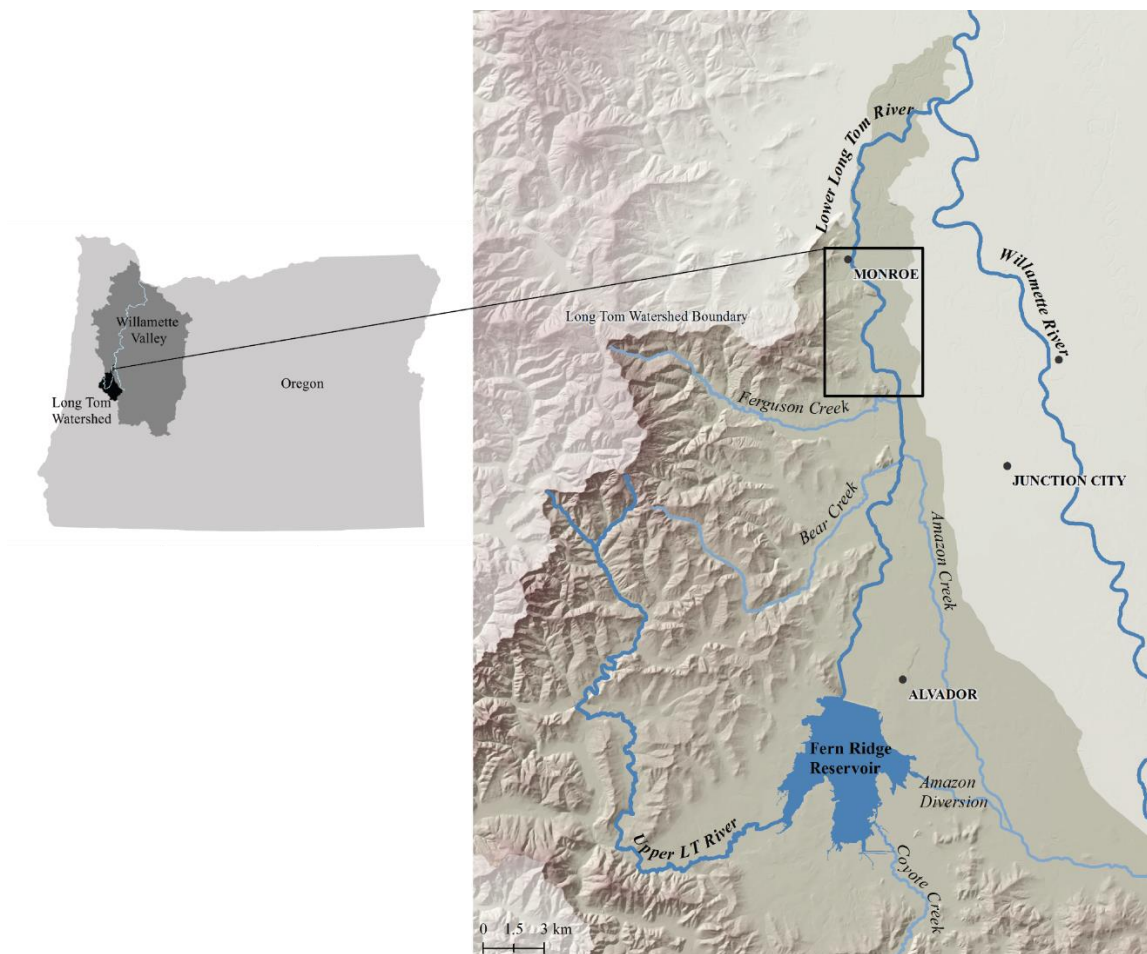 Willamette
Valley
Oregon
Long Tom
Watershed
Lower Long Tom River
MONROE
Long Tom Watershed Boundary
Willamette River
Ferguson Creek
JUNCTION CITY
Bear Creek
Amazon Creek
ALVADOR
Fern Ridge
Reservoir
Amazon
Diversion
Upper LT River
Coyote Creek
0 1.5 3 km